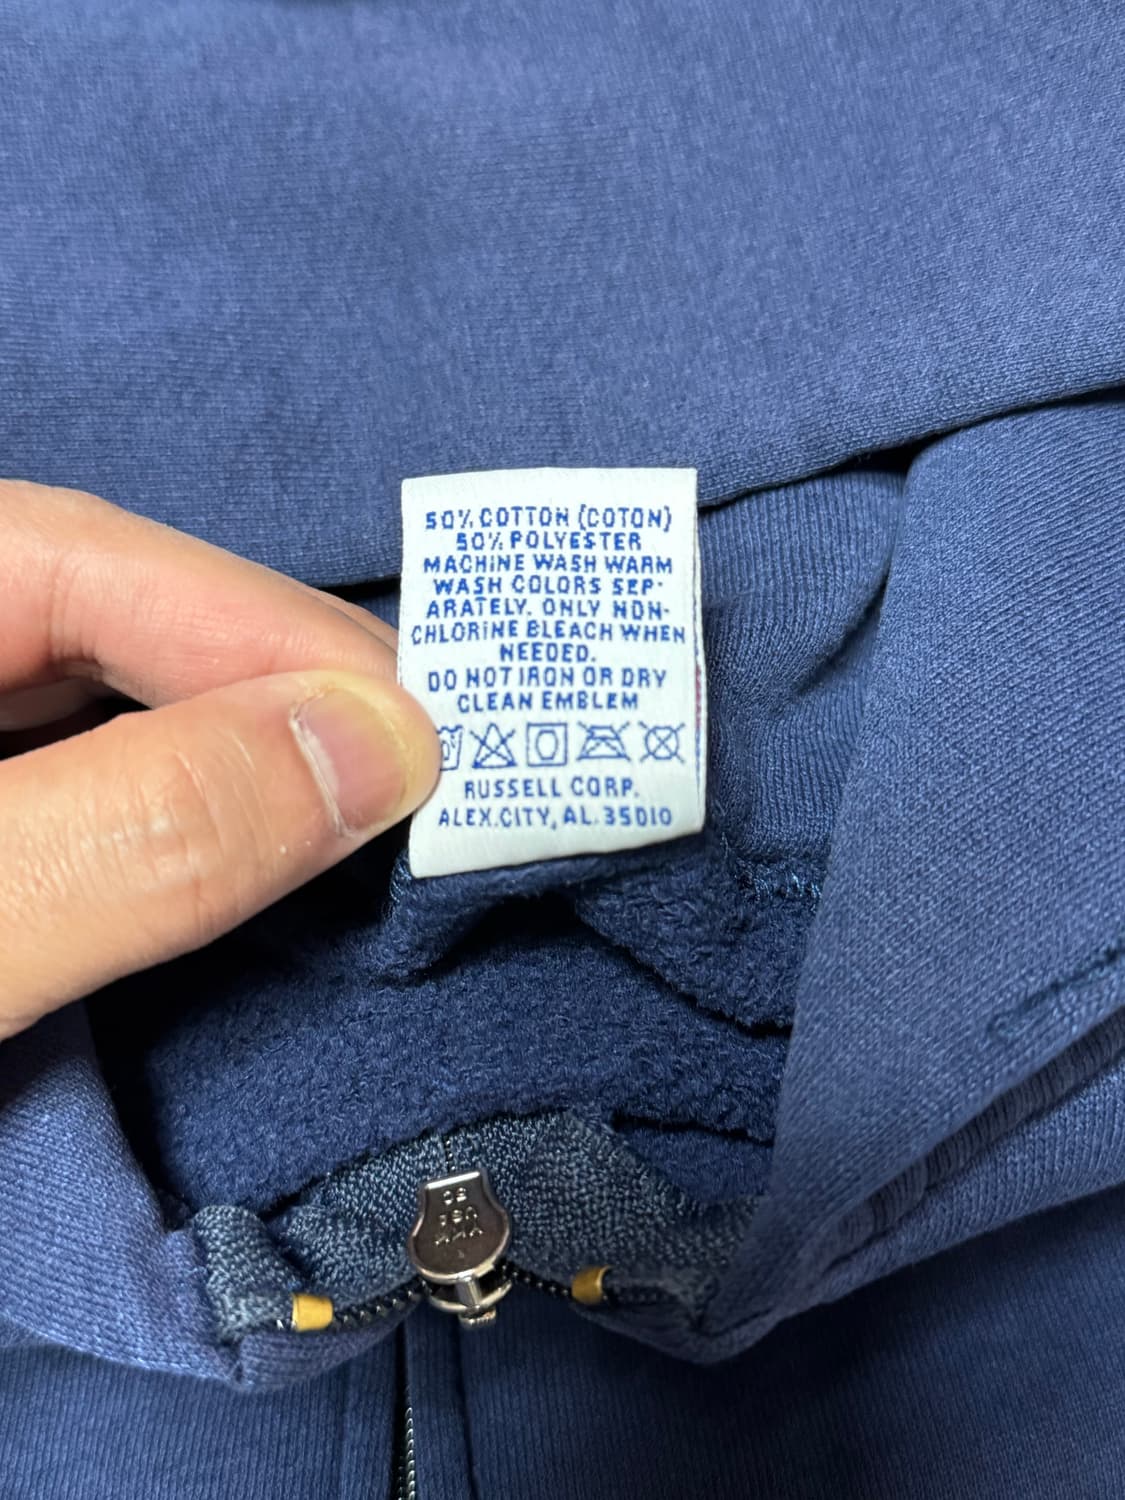 50% COTTON (COTON)
50% POLYESTER
MACHINE WASH WARM
WASH COLORS SEP-
ARATELY. ONLY NON-
CHLORINE BLEACH WHEN
NEEDED.
DO NOT IRON OR DRY
CLEAN EMBLEM
RUSSELL CORP.
ALEX.CITY, AL. 35010